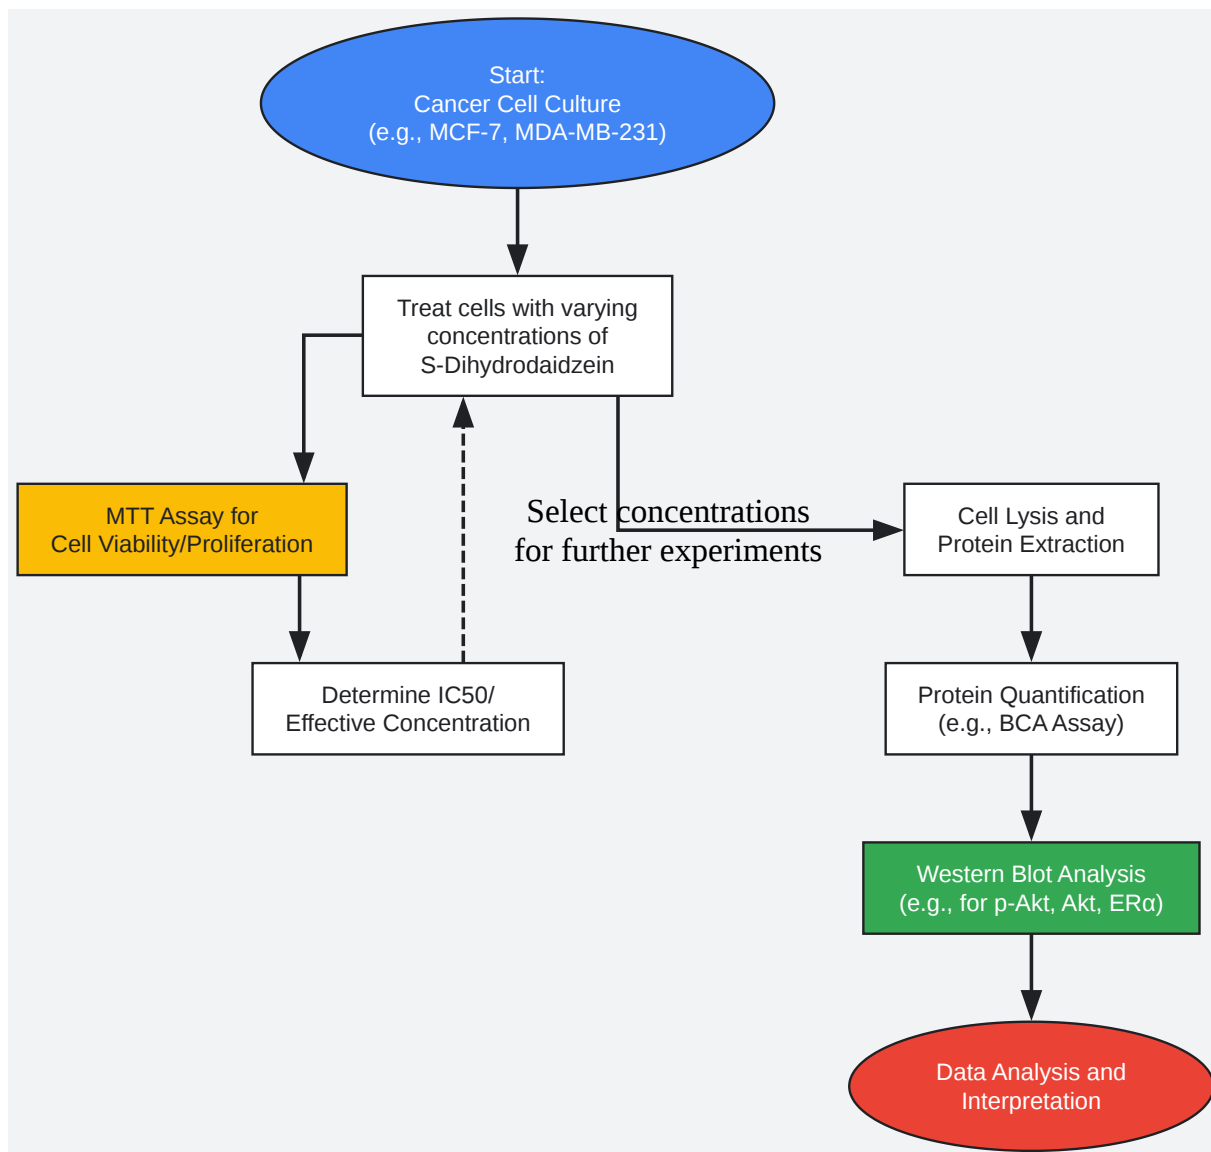 Start:
Cancer Cell Culture
(e.g., MCF-7, MDA-MB-231)
Treat cells with varying
concentrations of
S-Dihydrodaidzein
MTT Assay for
Cell Viability/Proliferation
Select concentrations
for further experiments
Cell Lysis and
Protein Extraction
Determine IC50/
Effective Concentration
Protein Quantification
(e.g., BCA Assay)
Western Blot Analysis
(e.g., for p-Akt, Akt, ERα)
Data Analysis and
Interpretation